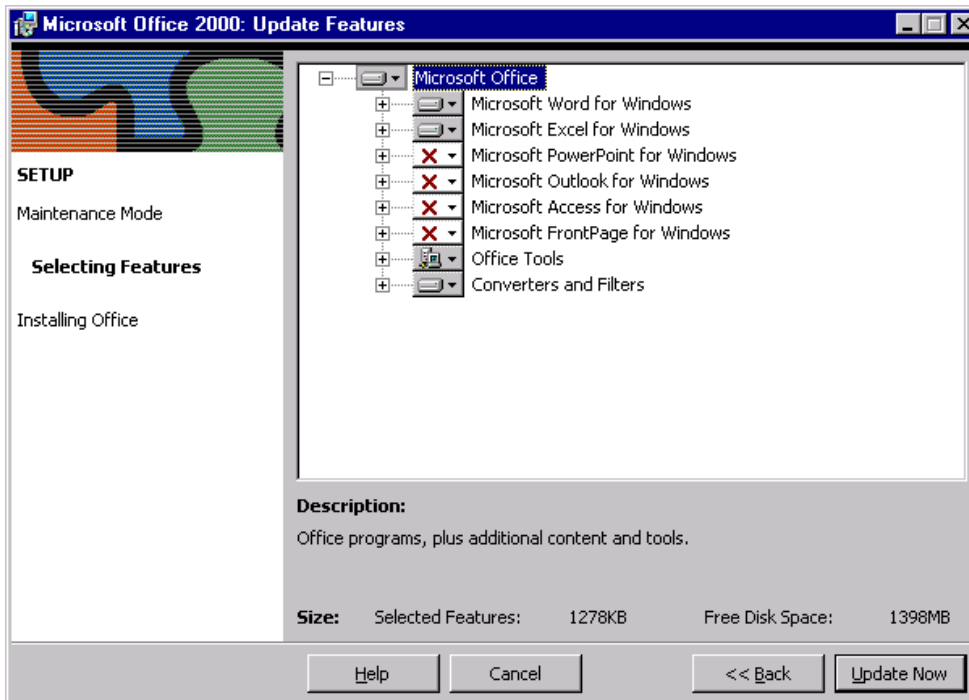 Microsoft Office 2000: Update Features
SETUP
Maintenance Mode
Selecting Features
Installing Office
Microsoft Office
Microsoft Word for Windows
Microsoft Excel for Windows
Microsoft PowerPoint for Windows
Microsoft Outlook for Windows
Microsoft Access for Windows
Microsoft FrontPage for Windows
Office Tools
Converters and Filters
Description:
Office programs, plus additional content and tools.
Size: Selected Features: 1278KB Free Disk Space: 1398MB
Help Cancel << Back Update Now